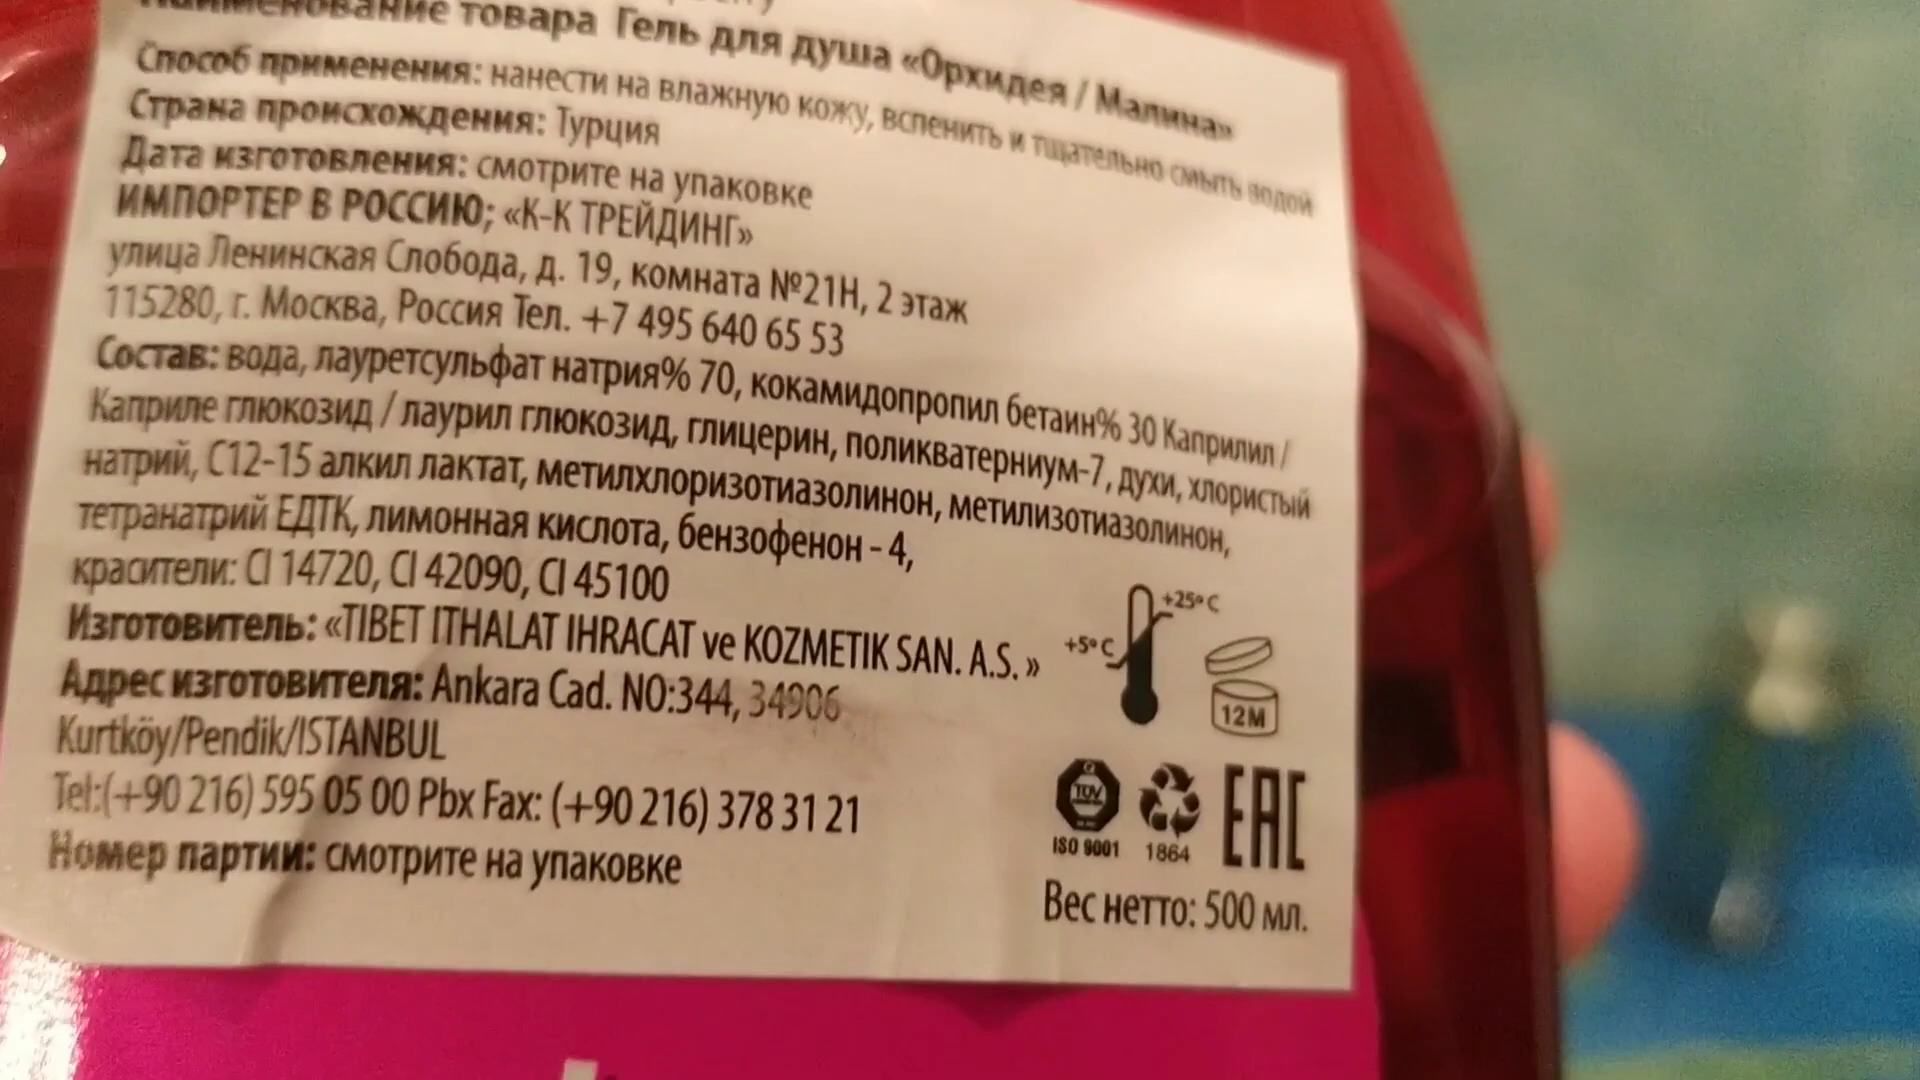 Наименование товара Гель для душа «Орхидея / Малина»
Способ применения: нанести на влажную кожу, вспенить и тщательно смыть водой
Страна происхождения: Турция
Дата изготовления: смотрите на упаковке
ИМПОРТЕР В РОССИЮ; «К-К ТРЕЙДИНГ»
улица Ленинская Слобода, д. 19, комната №21Н, 2 этаж
115280, г. Москва, Россия Тел. +7 495 640 65 53
Состав: вода, лауретсульфат натрия% 70, кокамидопропил бетаин% 30 Каприлил /
Каприле глюкозид / лаурил глюкозид, глицерин, поликватерниум-7, духи, хлористый
натрий, С12-15 алкил лактат, метилхлоризотиазолинон, метилизотиазолинон,
тетранатрий ЕДТК, лимонная кислота, бензофенон - 4,
красители: CI 14720, CI 42090, CI 45100
Изготовитель: «TIBET ITHALAT IHRACAT ve KOZMETIK SAN. A.S. »
Адрес изготовителя: Ankara Cad. NO:344, 34906
Kurtköy/Pendik/ISTANBUL
Tel:(+90 216) 595 05 00 Pbx Fax: (+90 216) 378 31 21
Номер партии: смотрите на упаковке
+25°C
+5°C
12M
TÜV
ISO 9001
1864
EAC
Вес нетто: 500 мл.